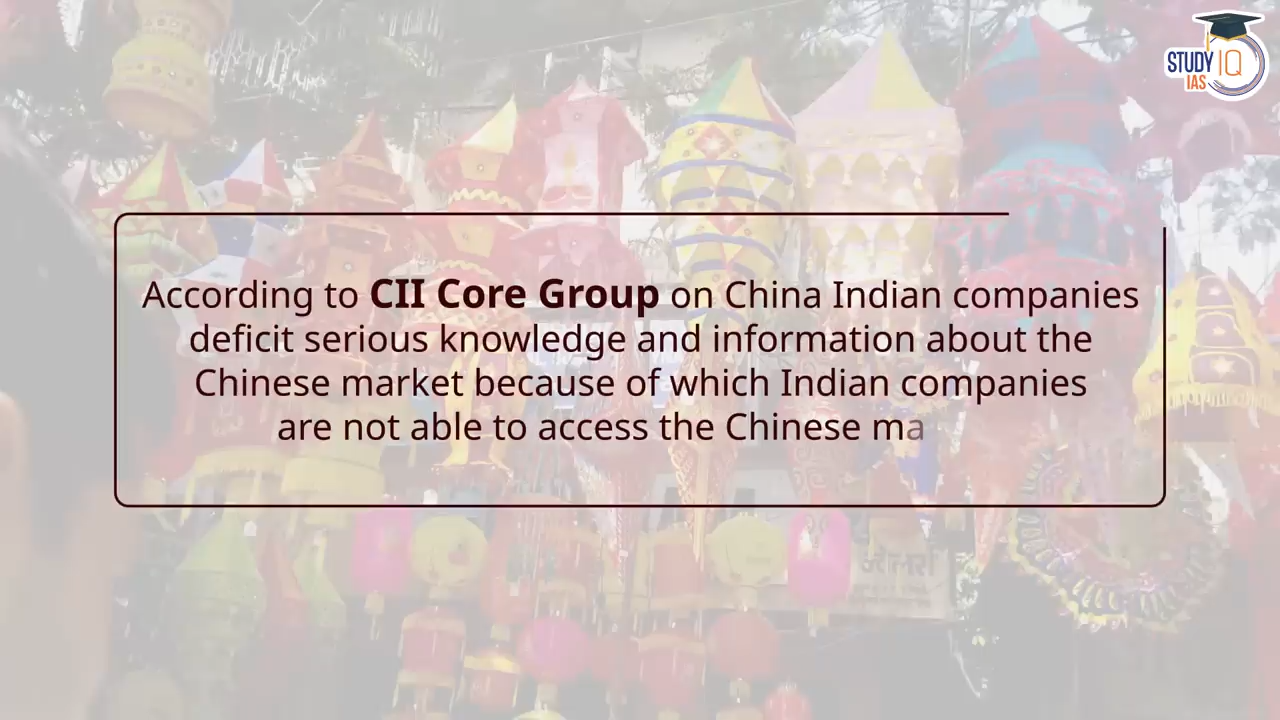 STUDY IQ
IAS
According to CII Core Group on China Indian companies
deficit serious knowledge and information about the
Chinese market because of which Indian companies
are not able to access the Chinese ma
ज्वेलरी